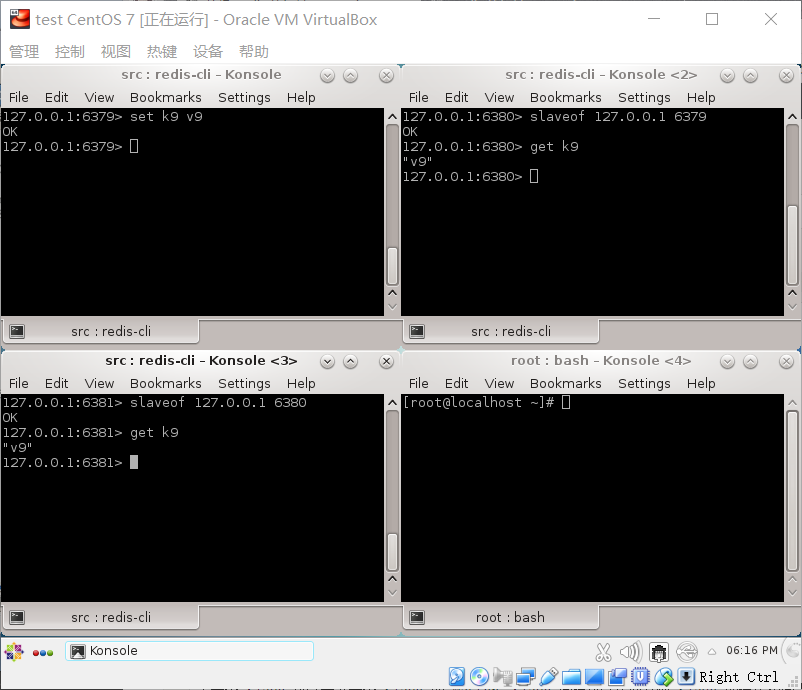 test CentOS 7 [正在运行] - Oracle VM VirtualBox
管理 控制 视图 热键 设备 帮助
src : redis-cli – Konsole
File Edit View Bookmarks Settings Help
127.0.0.1:6379> set k9 v9
OK
127.0.0.1:6379>
src : redis-cli
src : redis-cli – Konsole <2>
File Edit View Bookmarks Settings Help
127.0.0.1:6380> slaveof 127.0.0.1 6379
OK
127.0.0.1:6380> get k9
"v9"
127.0.0.1:6380>
src : redis-cli
src : redis-cli – Konsole <3>
File Edit View Bookmarks Settings Help
127.0.0.1:6381> slaveof 127.0.0.1 6380
OK
127.0.0.1:6381> get k9
"v9"
127.0.0.1:6381>
src : redis-cli
root : bash – Konsole <4>
File Edit View Bookmarks Settings Help
[root@localhost ~]#
root : bash
Konsole
06:16 PM
Right Ctrl